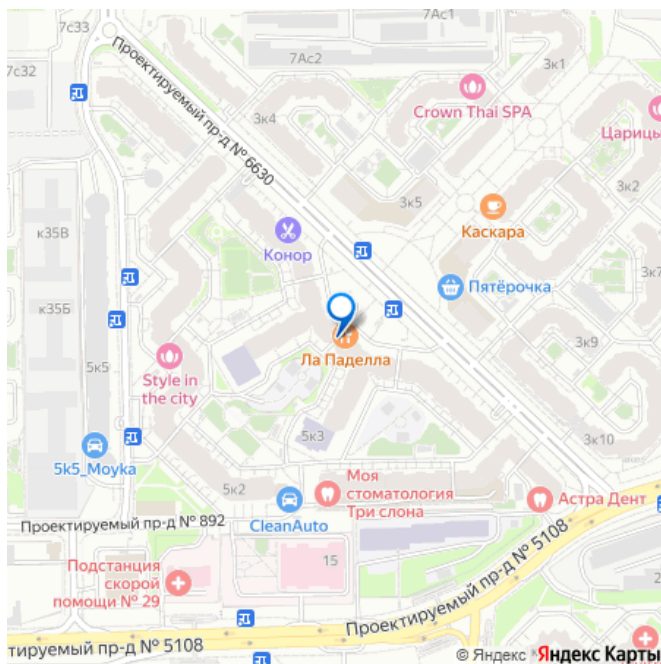 7с33
7Ас1
7Ас2
3к1
7с32
Проектируемый пр-д № 6630
Crown Thai SPA
3к4
Царицы
3к2
3к5
Каскара
к35В
Конор
3к7
Пятёрочка
к35Б
3к9
Ла Паделла
5к5
Style in
the city
5к3
3к10
5k5_Moyka
5к2
Моя
стоматология
Три слона
Астра Дент
CleanAuto
Проектируемый пр-д № 892
Подстанция
скорой
помощи № 29
15
Проектируемый пр-д № 5108
тируемый пр-д № 5108
© Яндекс
Яндекс Карты